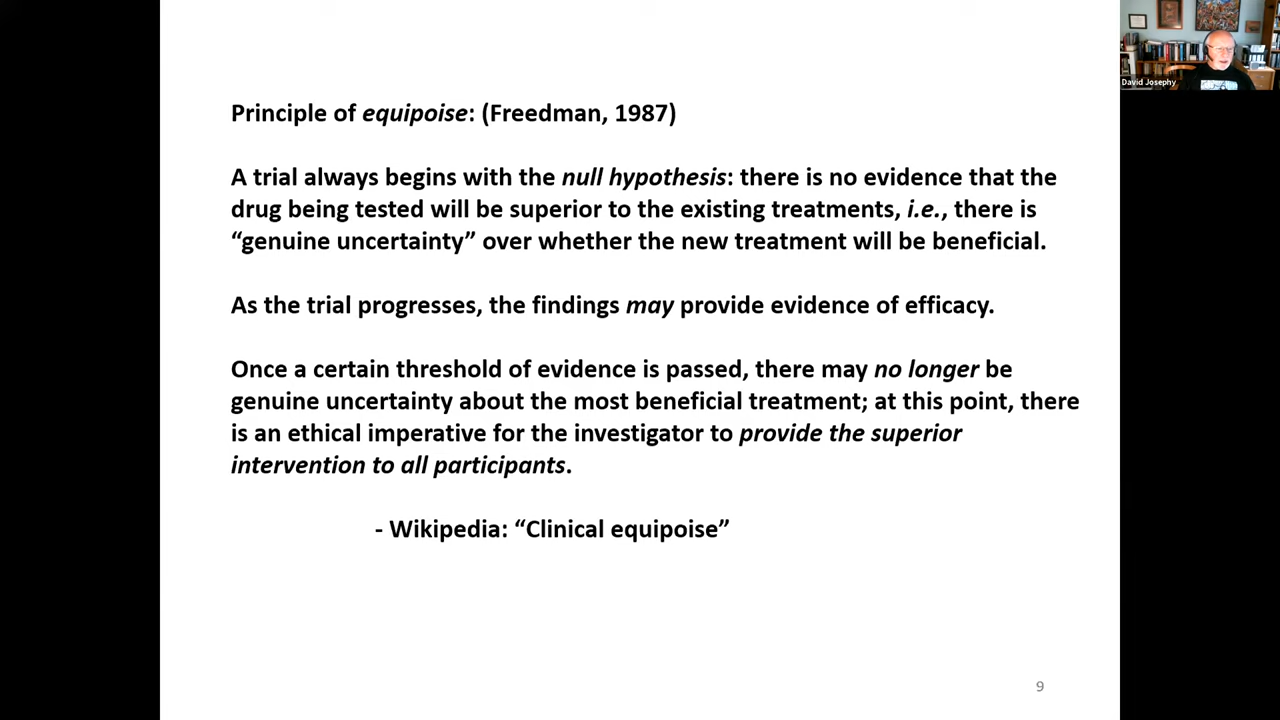 David Josephy
Principle of equipoise: (Freedman, 1987)
A trial always begins with the null hypothesis: there is no evidence that the
drug being tested will be superior to the existing treatments, i.e., there is
“genuine uncertainty” over whether the new treatment will be beneficial.
As the trial progresses, the findings may provide evidence of efficacy.
Once a certain threshold of evidence is passed, there may no longer be
genuine uncertainty about the most beneficial treatment; at this point, there
is an ethical imperative for the investigator to provide the superior
intervention to all participants.
- Wikipedia: “Clinical equipoise”
9